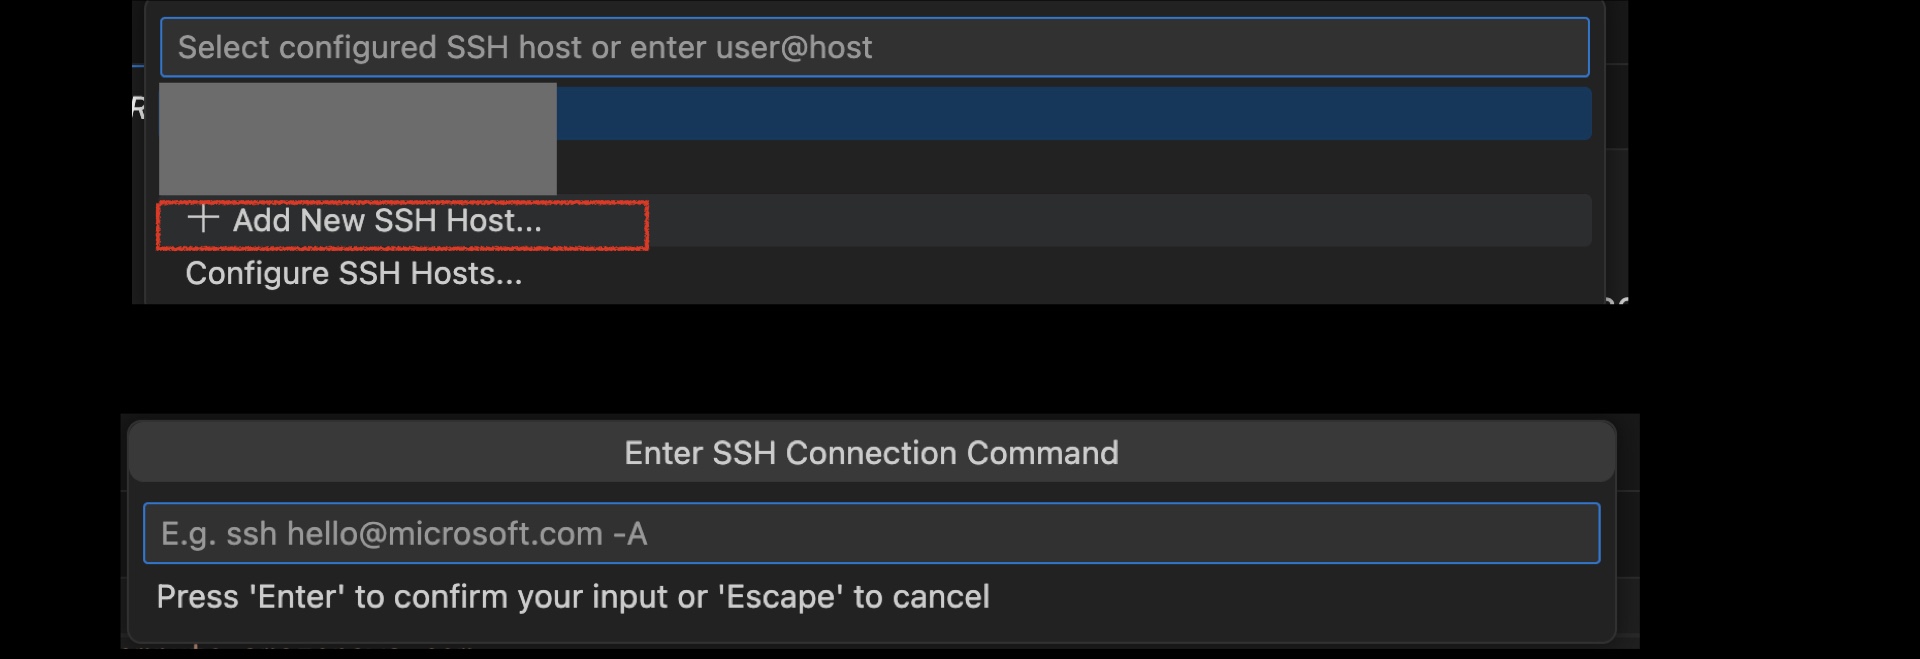 Select configured SSH host or enter user@host
R
+ Add New SSH Host...
Configure SSH Hosts...
Enter SSH Connection Command
E.g. ssh hello@microsoft.com -A
Press 'Enter' to confirm your input or 'Escape' to cancel